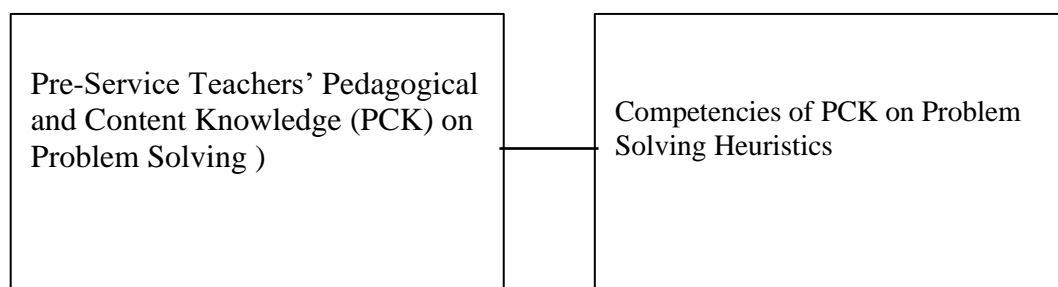 Pre-Service Teachers’ Pedagogical
and Content Knowledge (PCK) on
Problem Solving )
Competencies of PCK on Problem
Solving Heuristics